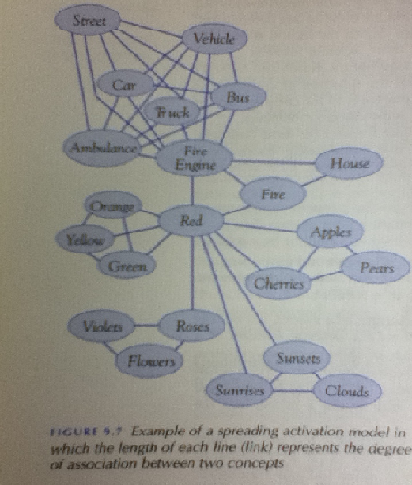 Street
Vehicle
Car
Bus
Truck
Ambulance
Fire
Engine
House
Fire
Orange
Red
Apples
Yellow
Green
Pears
Cherries
Violets
Roses
Flowers
Sunsets
Sunrises
Clouds
FIGURE 9.7 Example of a spreading activation model in
which the length of each line (link) represents the degree
of association between two concepts